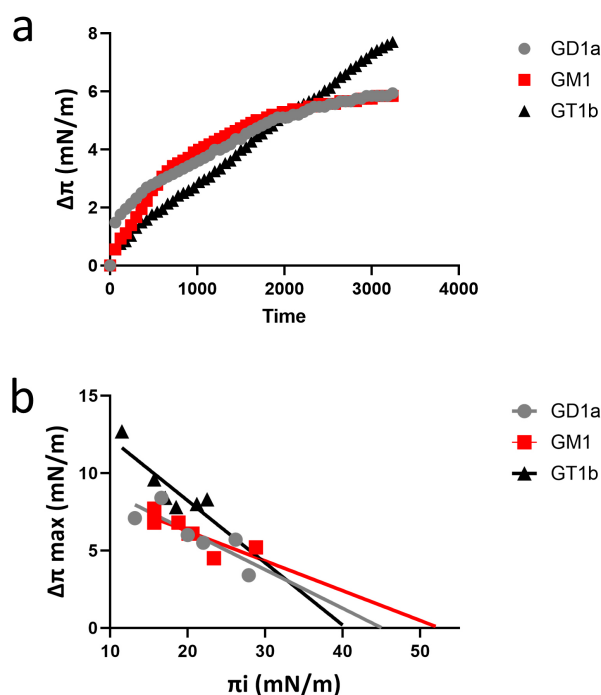 a
Δπ (mN/m)
8
6
4
2
0
0 1000 2000 3000 4000
Time
GD1a
GM1
GT1b
b
Δπ max (mN/m)
15
10
5
0
10 20 30 40 50
πi (mN/m)
GD1a
GM1
GT1b